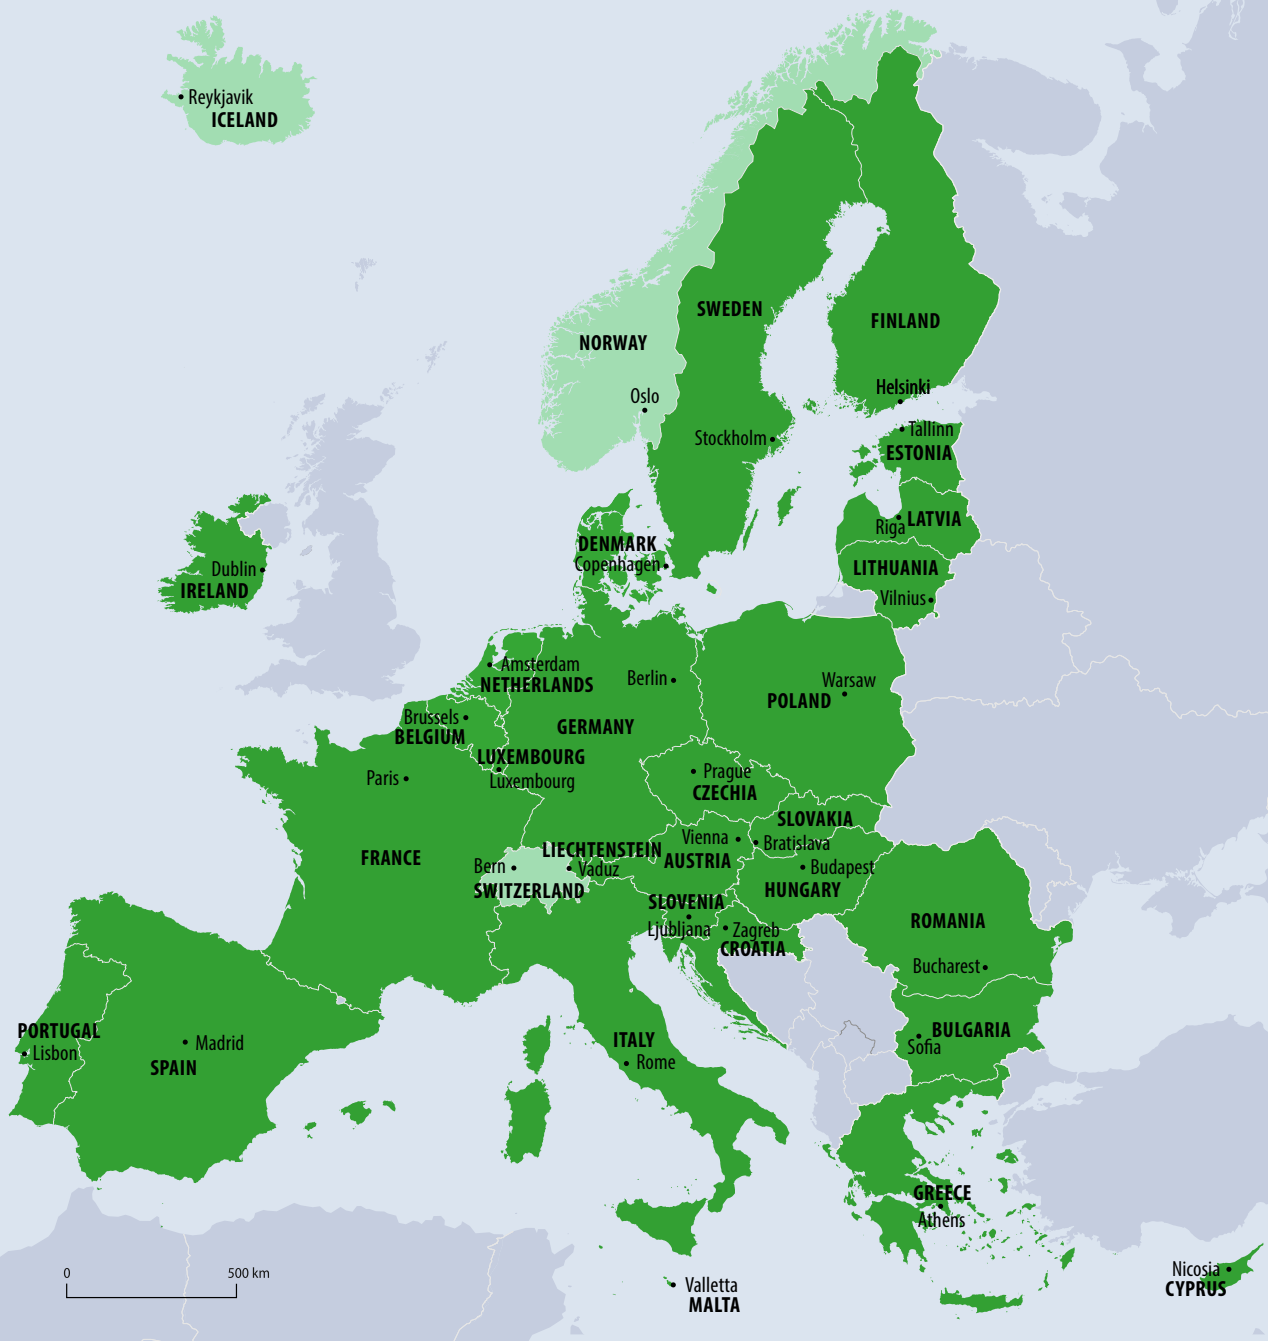 Reykjavik
ICELAND
SWEDEN
FINLAND
NORWAY
Helsinki
Oslo
Tallinn
Stockholm
ESTONIA
LATVIA
Riga
DENMARK
Copenhagen
LITHUANIA
Dublin
IRELAND
Vilnius
Amsterdam
NETHERLANDS
Berlin
Warsaw
POLAND
Brussels
BELGIUM
GERMANY
LUXEMBOURG
Luxembourg
Paris
Prague
CZECHIA
SLOVAKIA
Vienna
Bratislava
LIECHTENSTEIN
FRANCE
AUSTRIA
Bern
Vaduz
Budapest
SWITZERLAND
HUNGARY
SLOVENIA
Ljubljana
Zagreb
CROATIA
ROMANIA
Bucharest
PORTUGAL
Lisbon
Madrid
SPAIN
ITALY
Rome
BULGARIA
Sofia
GREECE
Athens
0
500 km
Valletta
MALTA
Nicosia
CYPRUS